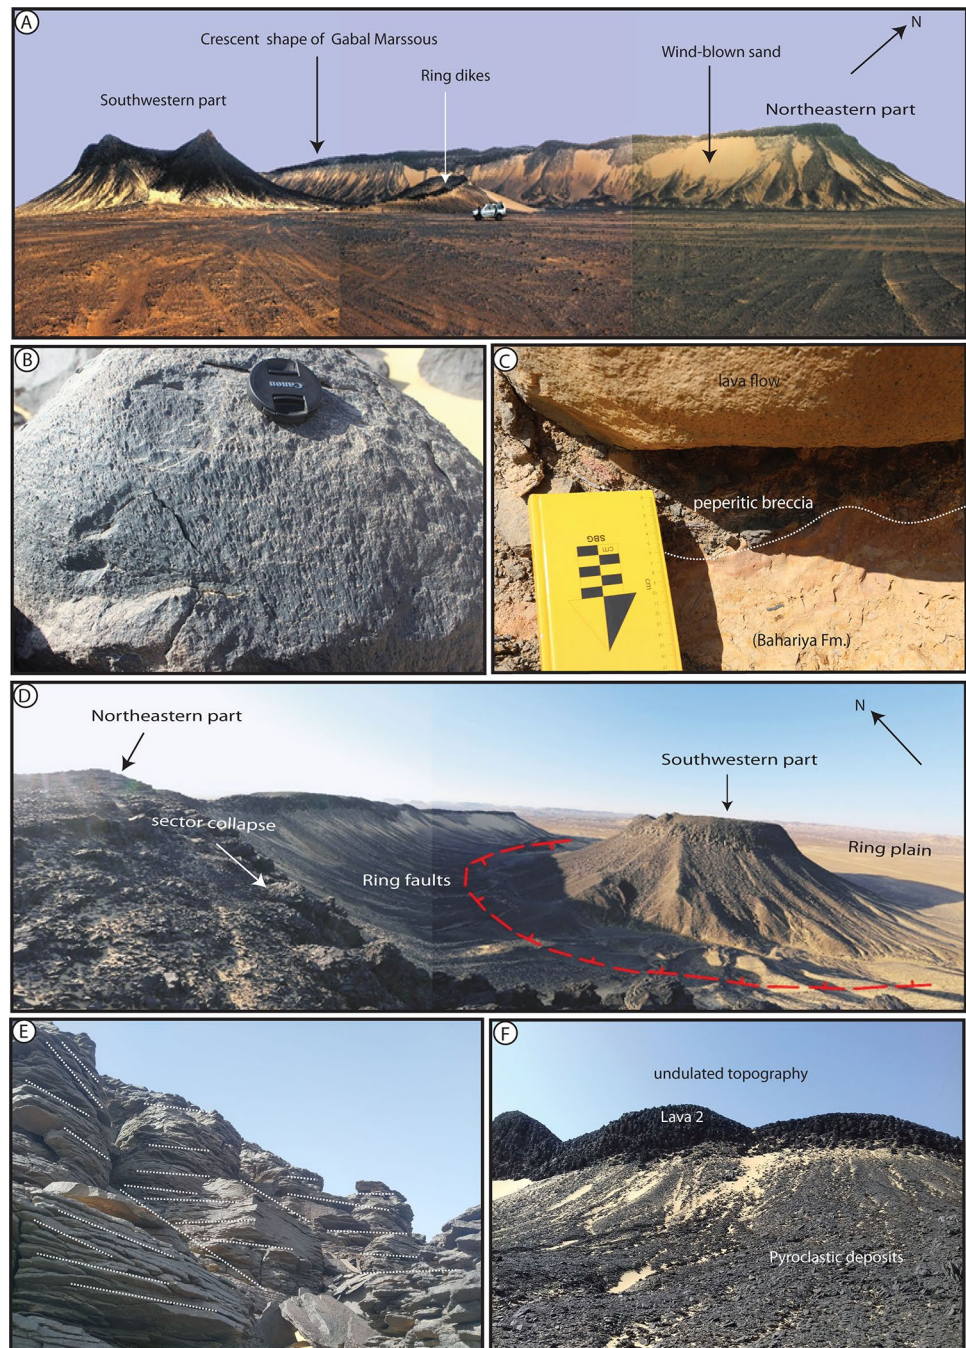 A
Crescent shape of Gabal Marssous
N
Wind-blown sand
Ring dikes
Southwestern part
Northeastern part
B
Canon
C
lava flow
peperitic breccia
SBG
cm
cm
(Bahariya Fm.)
D
Northeastern part
N
Southwestern part
sector collapse
Ring plain
Ring faults
E
F
undulated topography
Lava 2
Pyroclastic deposits